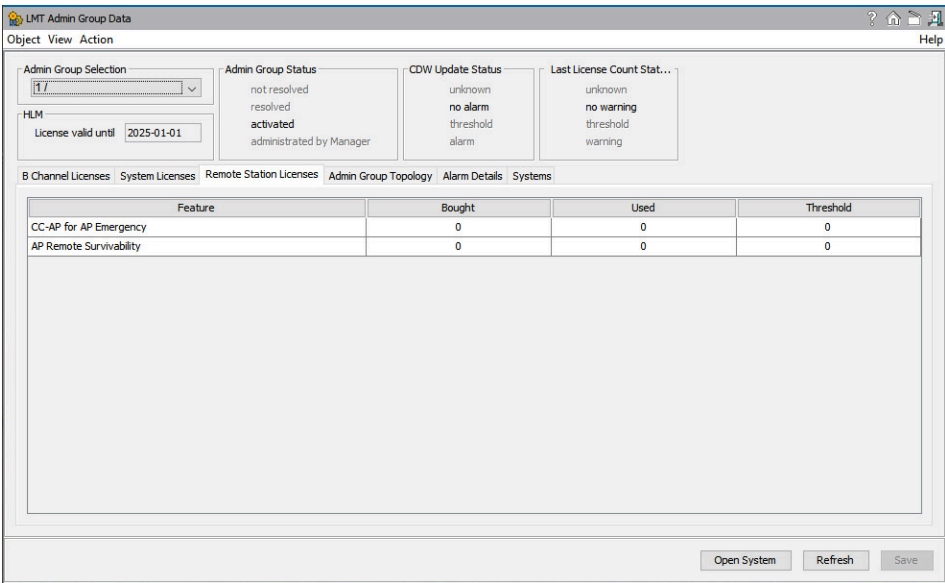 LMT Admin Group Data
?
Object View Action
Help
Admin Group Selection
1 /
HLM
License valid until 2025-01-01
Admin Group Status
not resolved
resolved
activated
administrated by Manager
CDW Update Status
unknown
no alarm
threshold
alarm
Last License Count Stat...
unknown
no warning
threshold
warning
B Channel Licenses System Licenses Remote Station Licenses Admin Group Topology Alarm Details Systems
Feature Bought Used Threshold
CC-AP for AP Emergency 0 0 0
AP Remote Survivability 0 0 0
Open System Refresh Save